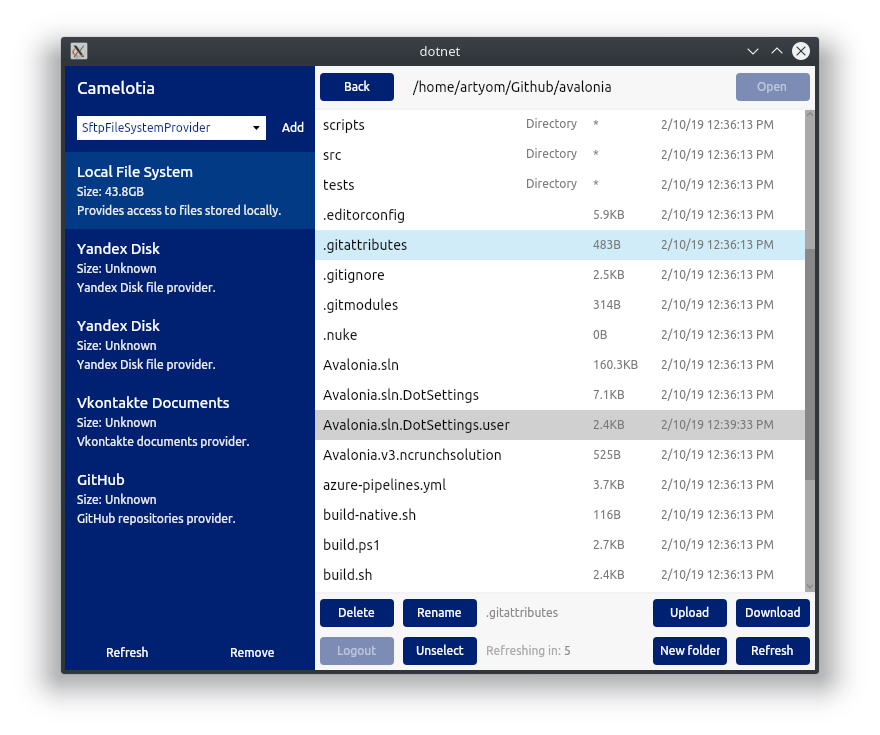 dotnet
Camelotia
SftpFileSystemProvider Add
Local File System
Size: 43.8GB
Provides access to files stored locally.
Yandex Disk
Size: Unknown
Yandex Disk file provider.
Yandex Disk
Size: Unknown
Yandex Disk file provider.
Vkontakte Documents
Size: Unknown
Vkontakte documents provider.
GitHub
Size: Unknown
GitHub repositories provider.
Refresh Remove
Back /home/artyom/Github/avalonia Open
scripts Directory * 2/10/19 12:36:13 PM
src Directory * 2/10/19 12:36:13 PM
tests Directory * 2/10/19 12:36:13 PM
.editorconfig 5.9KB 2/10/19 12:36:13 PM
.gitattributes 483B 2/10/19 12:36:13 PM
.gitignore 2.5KB 2/10/19 12:36:13 PM
.gitmodules 314B 2/10/19 12:36:13 PM
.nuke 0B 2/10/19 12:36:13 PM
Avalonia.sln 160.3KB 2/10/19 12:36:13 PM
Avalonia.sln.DotSettings 7.1KB 2/10/19 12:36:13 PM
Avalonia.sln.DotSettings.user 2.4KB 2/10/19 12:39:33 PM
Avalonia.v3.ncrunchsolution 525B 2/10/19 12:36:13 PM
azure-pipelines.yml 3.7KB 2/10/19 12:36:13 PM
build-native.sh 116B 2/10/19 12:36:13 PM
build.ps1 2.7KB 2/10/19 12:36:13 PM
build.sh 2.4KB 2/10/19 12:36:13 PM
Delete Rename .gitattributes Upload Download
Logout Unselect Refreshing in: 5 New folder Refresh